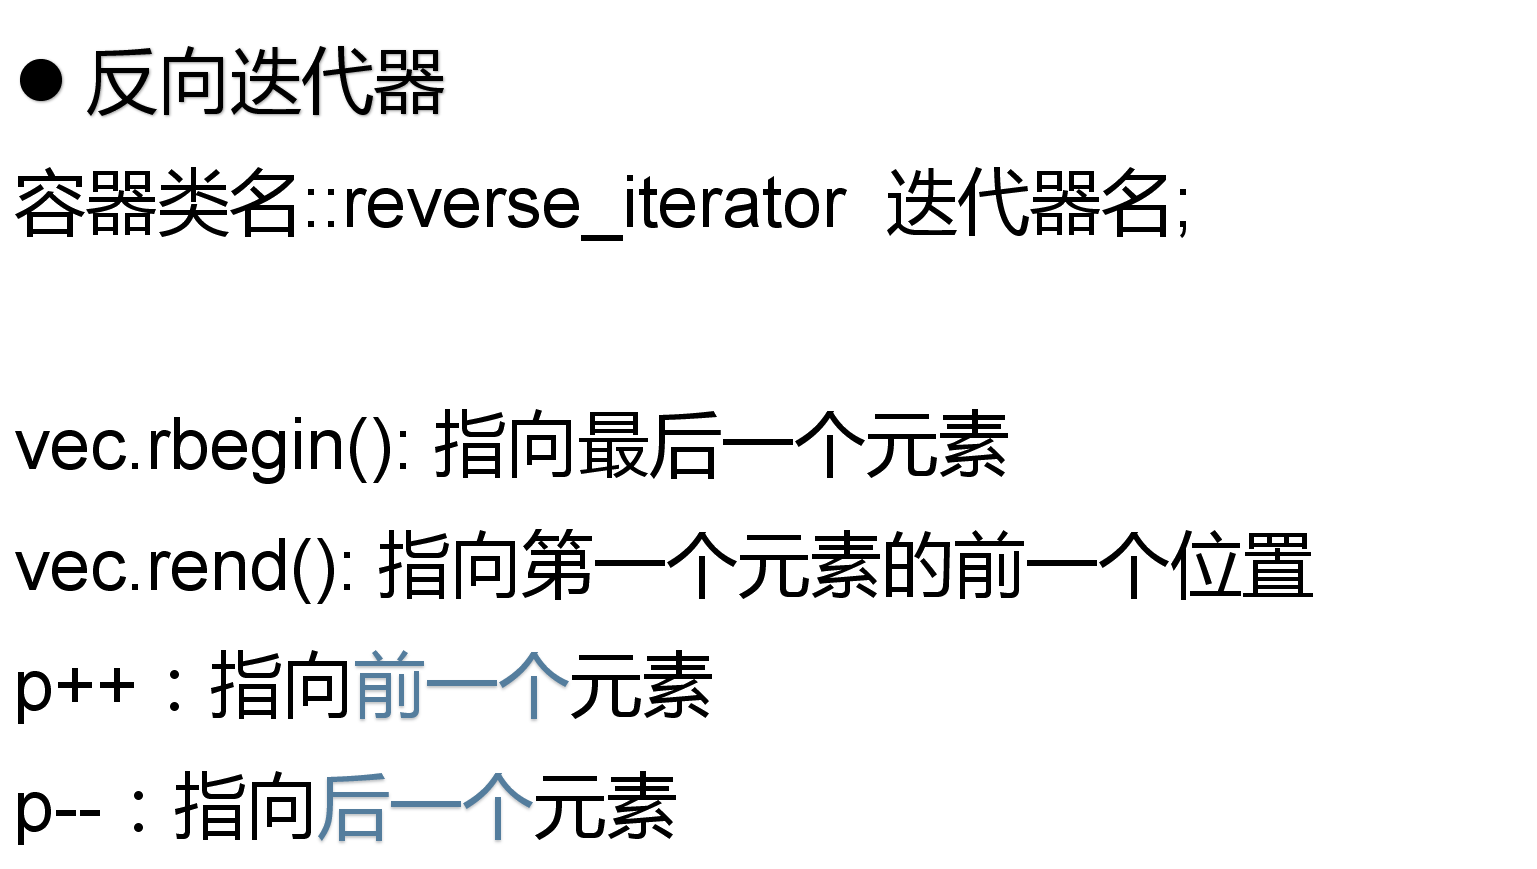 ● 反向迭代器
容器类名::reverse_iterator 迭代器名;
vec.rbegin(): 指向最后一个元素
vec.rend(): 指向第一个元素的前一个位置
p++：指向前一个元素
p--：指向后一个元素